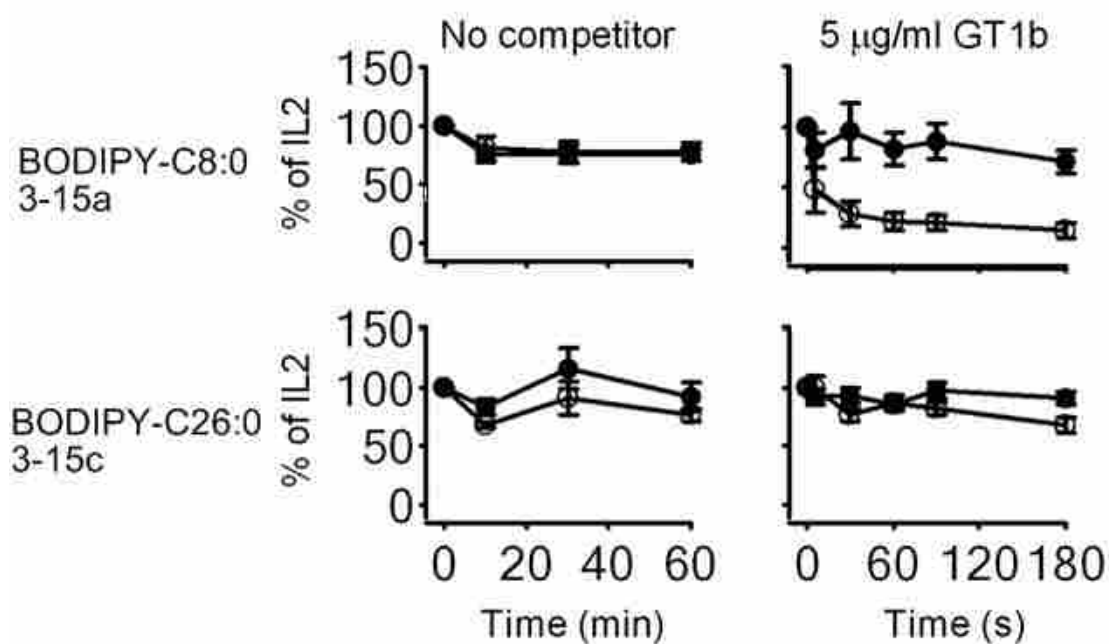 No competitor
5 µg/ml GT1b
BODIPY-C8:0
3-15a
% of IL2
150
100
50
0
BODIPY-C26:0
3-15c
% of IL2
150
100
50
0
0 20 40 60
0 60 120 180
Time (min)
Time (s)